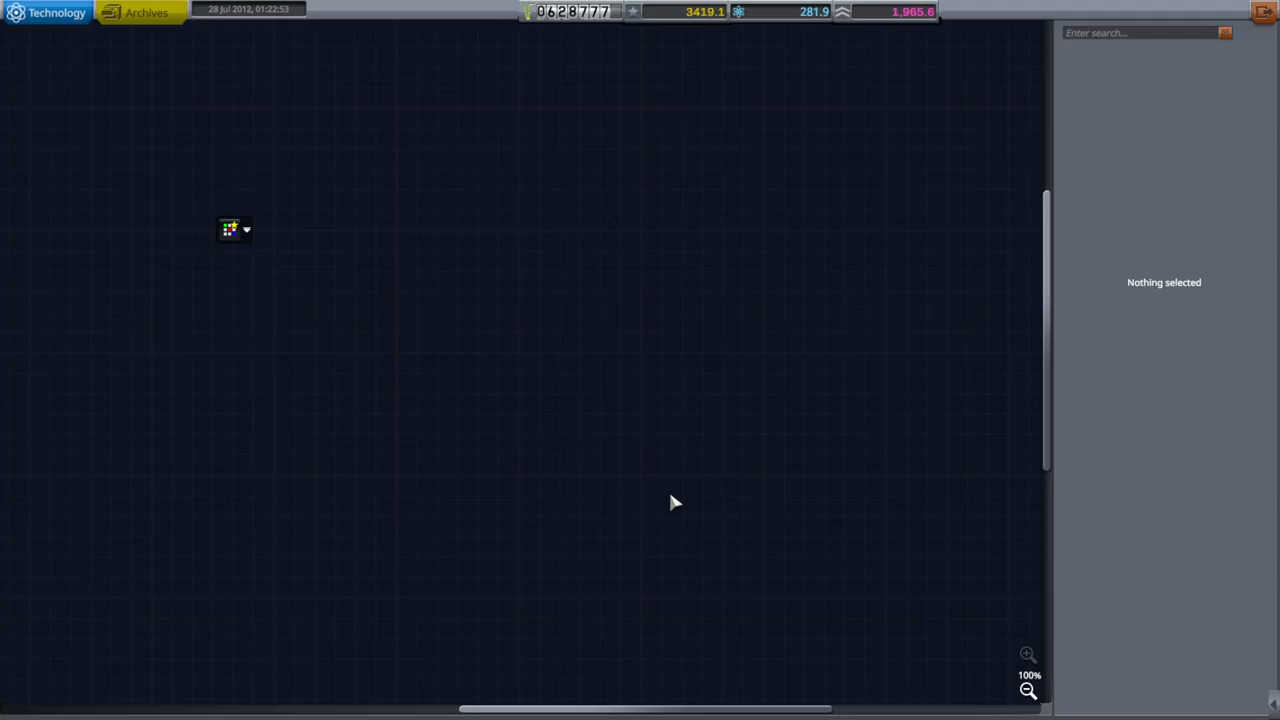 Technology
Archives
28 Jul 2012, 01:22:53
0628777
3419.1
281.9
1,965.6
Enter search...
Nothing selected
100%